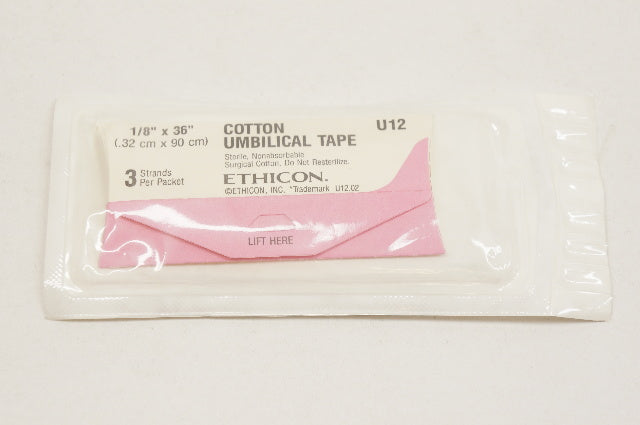 1/8" x 36"
(.32 cm x 90 cm)
3 Strands
Per Packet
COTTON
UMBILICAL TAPE
U12
Sterile, Nonabsorbable
Surgical Cotton, Do Not Resterilize.
ETHICON.
©ETHICON, INC. *Trademark U12.02
LIFT HERE